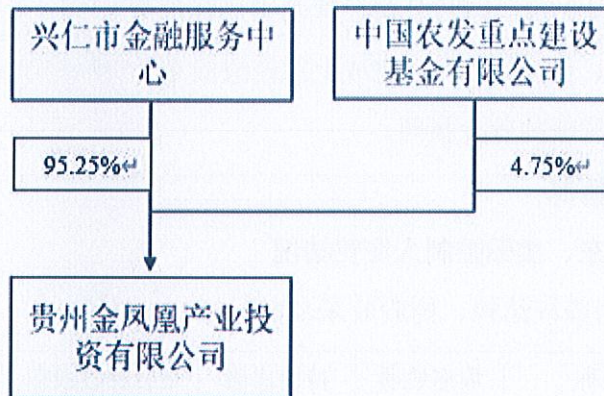 兴仁市金融服务中
心
中国农发重点建设
基金有限公司
95.25%↵
4.75%↵
贵州金凤凰产业投
资有限公司